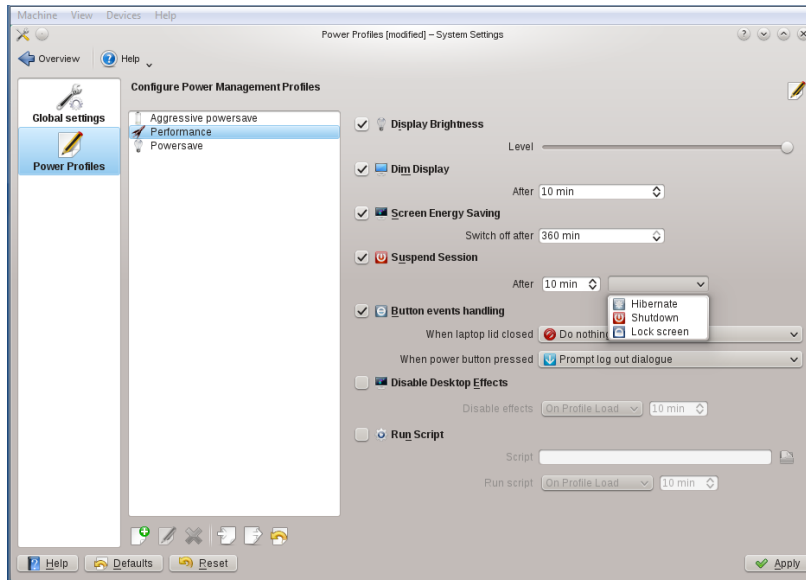 Machine View Devices Help
Power Profiles [modified] – System Settings
Overview Help
Configure Power Management Profiles
Global settings
Power Profiles
Aggressive powersave
Performance
Powersave
Display Brightness
Level
Dim Display
After 10 min
Screen Energy Saving
Switch off after 360 min
Suspend Session
After 10 min
Hibernate
Shutdown
Lock screen
Button events handling
When laptop lid closed Do nothing
When power button pressed Prompt log out dialogue
Disable Desktop Effects
Disable effects On Profile Load 10 min
Run Script
Script
Run script On Profile Load 10 min
Help Defaults Reset Apply